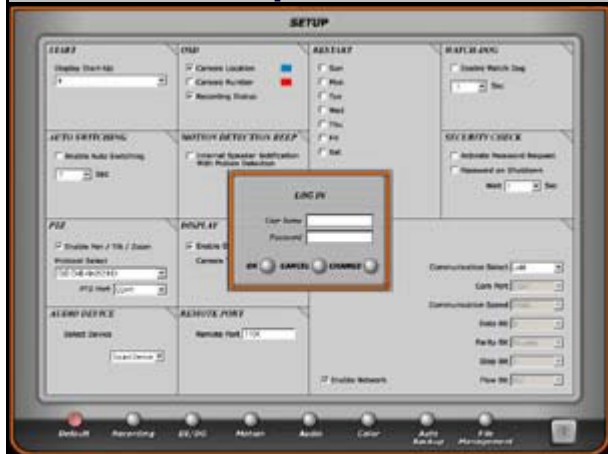 SETUP
START
Display Start-Up
4
AUTO SWITCHING
Enable Auto Switching
SEC
PTZ
Enable Pan / Tilt / Zoom
Protocol Select
PTZ Port
AUDIO DEVICE
Select Device
Sound Device
OSD
Camera Location
Camera Number
Recording Status
MOTION DETECTION BEEP
Internal Speaker Notification
With Motion Detection
DISPLAY
Enable
Camera
REMOTE PORT
Remote Port
RESTART
Sun
Mon
Tue
Wed
Thu
Fri
Sat
Enable Network
WATCH-DOG
Enable Watch Dog
Sec
SECURITY CHECK
Activate Password Request
Password on Shutdown
Wait
Sec
Communication Select LAN
Com Port
Communication Speed
Data Bit
Parity Bit
Stop Bit
Flow Bit
LOG IN
User Name
Password
OK CANCEL CHANGE
Default Recording Motion Audio Color Auto Backup File Management